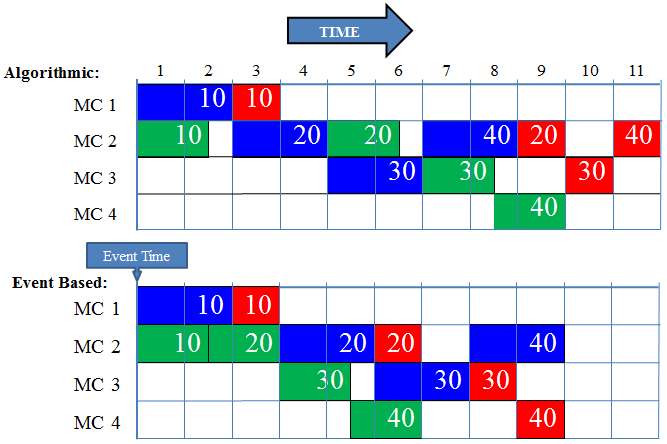 TIME
Algorithmic: 1 2 3 4 5 6 7 8 9 10 11
MC 1 10 10
MC 2 10 20 20 40 20 40
MC 3 30 30 30
MC 4 40
Event Time
Event Based:
MC 1 10 10
MC 2 10 20 20 20 40
MC 3 30 30 30
MC 4 40 40